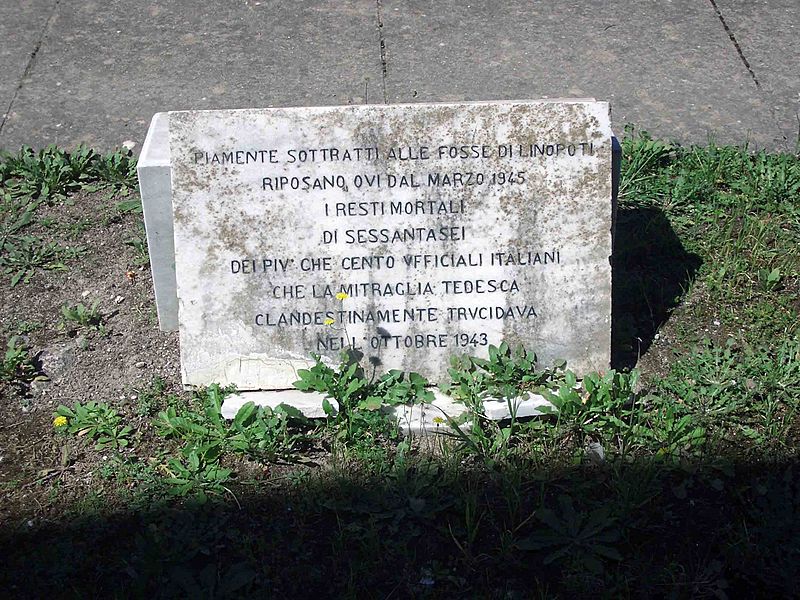 PIAMENTE SOTTRATTI ALLE FOSSE DI LINOPOTI
RIPOSANO OVI DAL MARZO 1945
I RESTI MORTALI
DI SESSANTASEI
DEI PIV' CHE CENTO VFFICIALI ITALIANI
CHE LA MITRAGLIA TEDESCA
CLANDESTINAMENTE TRVCIDAVA
NELL' OTTOBRE 1943